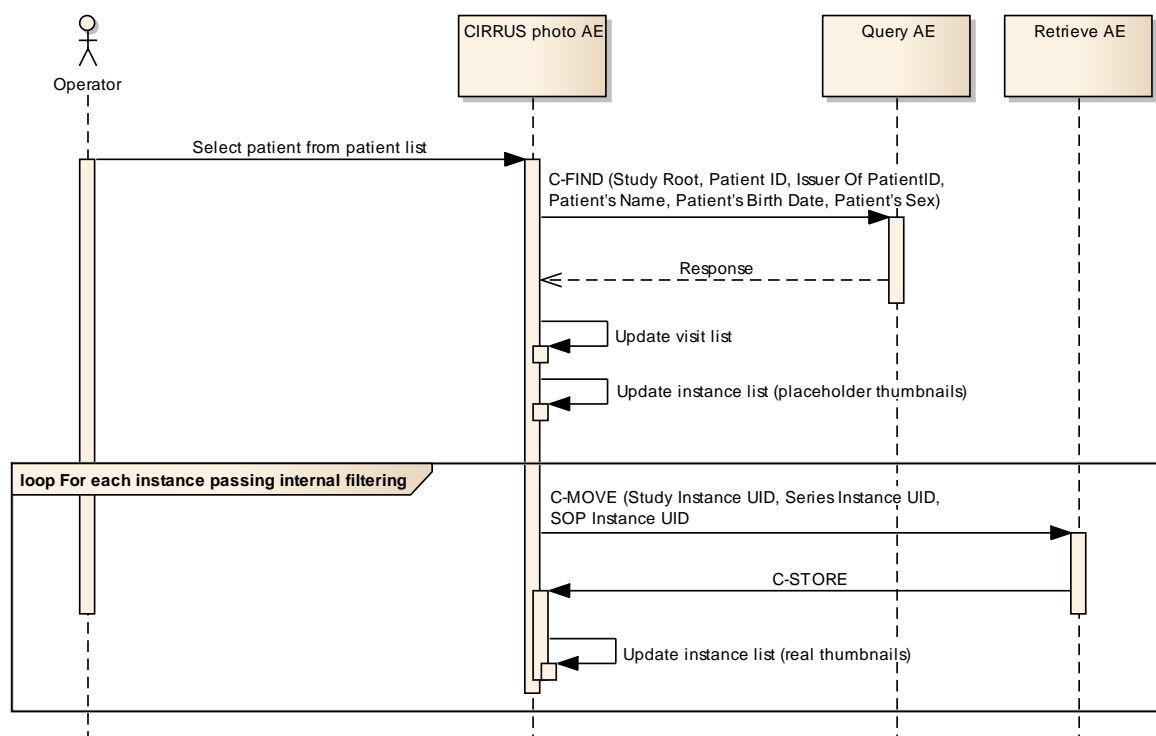 CIRRUS photo AE
Query AE
Retrieve AE
Operator
Select patient from patient list
C-FIND (Study Root, Patient ID, Issuer Of PatientID,
Patient's Name, Patient's Birth Date, Patient's Sex)
Response
Update visit list
Update instance list (placeholder thumbnails)
loop For each instance passing internal filtering
C-MOVE (Study Instance UID, Series Instance UID,
SOP Instance UID
C-STORE
Update instance list (real thumbnails)